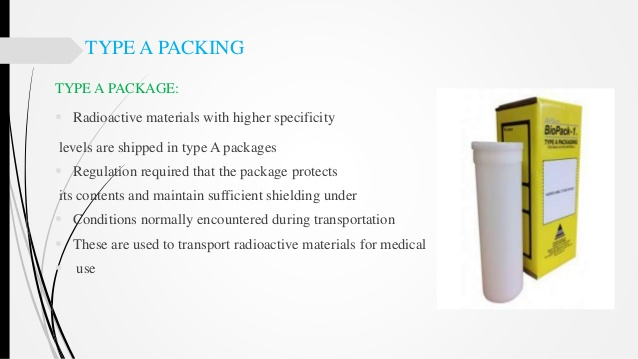 TYPE A PACKING
TYPE A PACKAGE:
Radioactive materials with higher specificity
levels are shipped in type A packages
Regulation required that the package protects
its contents and maintain sufficient shielding under
Conditions normally encountered during transportation
These are used to transport radioactive materials for medical
use
BioPack-1
TYPE A PACKAGING